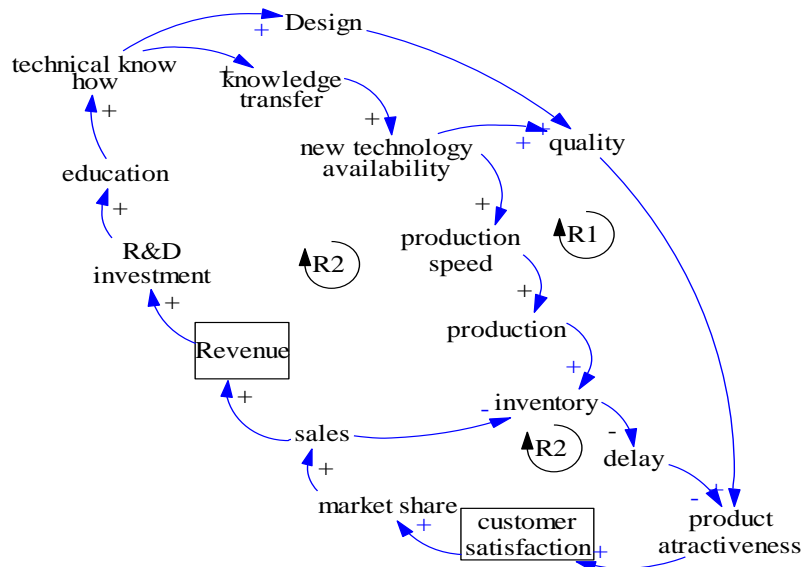 Design
+
technical know
how
+
knowledge
transfer
+
+
new technology
availability
+
+
quality
education
+
+
production
speed
R1
R&D
investment
R2
+
+
production
Revenue
+
+
-
inventory
sales
R2
-
delay
+
market share
+
-
+
customer
satisfaction
+
product
atractiveness